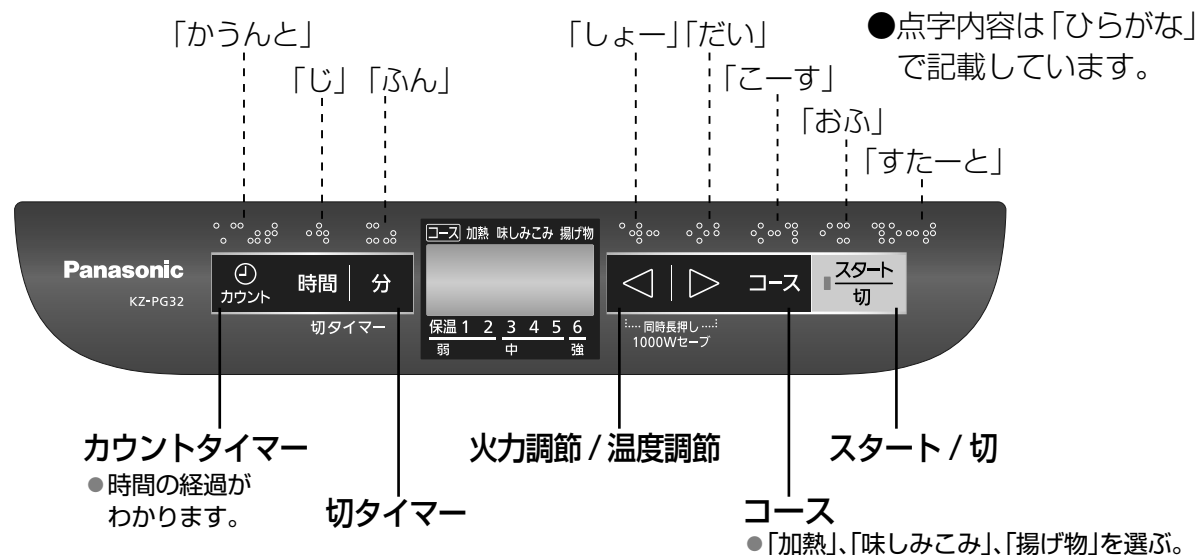 「かうんと」
「じ」「ふん」
「しょー」「だい」
「こーす」
「おふ」
「すたーと」
●点字内容は「ひらがな」
で記載しています。
Panasonic
KZ-PG32
カウント
時間
分
切タイマー
コース 加熱 味しみこみ 揚げ物
保温 1 2 3 4 5 6
弱 中 強
コース
スタート
切
同時長押し
1000Wセーブ
カウントタイマー
●時間の経過が
わかります。
切タイマー
火力調節 / 温度調節
スタート / 切
コース
●「加熱」、「味しみこみ」、「揚げ物」を選ぶ。